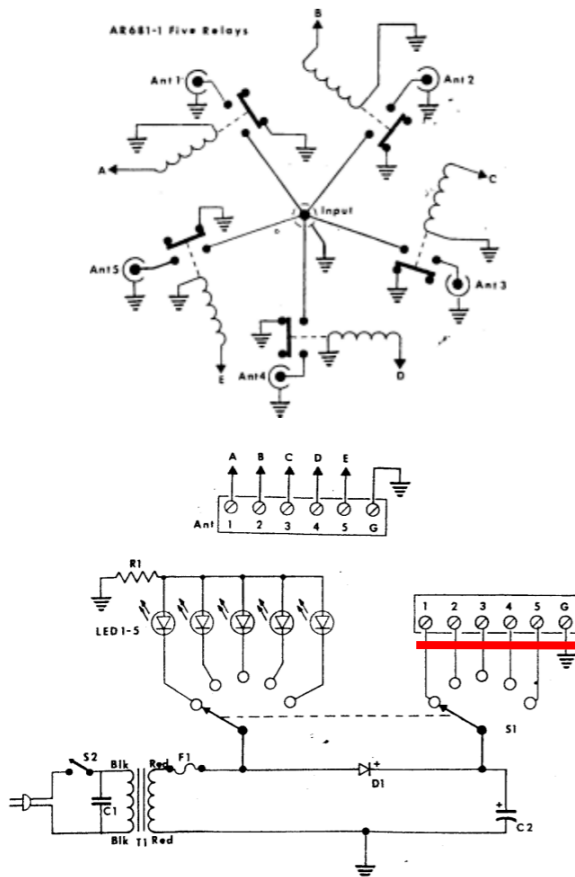 AR681-1 Five Relays
B
Ant 1
Ant 2
A
C
Input
Ant 5
Ant 3
E
Ant 4
D
A B C D E
Ant 1 2 3 4 5 G
R1
LED 1-5
1 2 3 4 5 G
S1
S2
Blk
Red
F1
D1
+
C1
+
C2
Blk
T1
Red